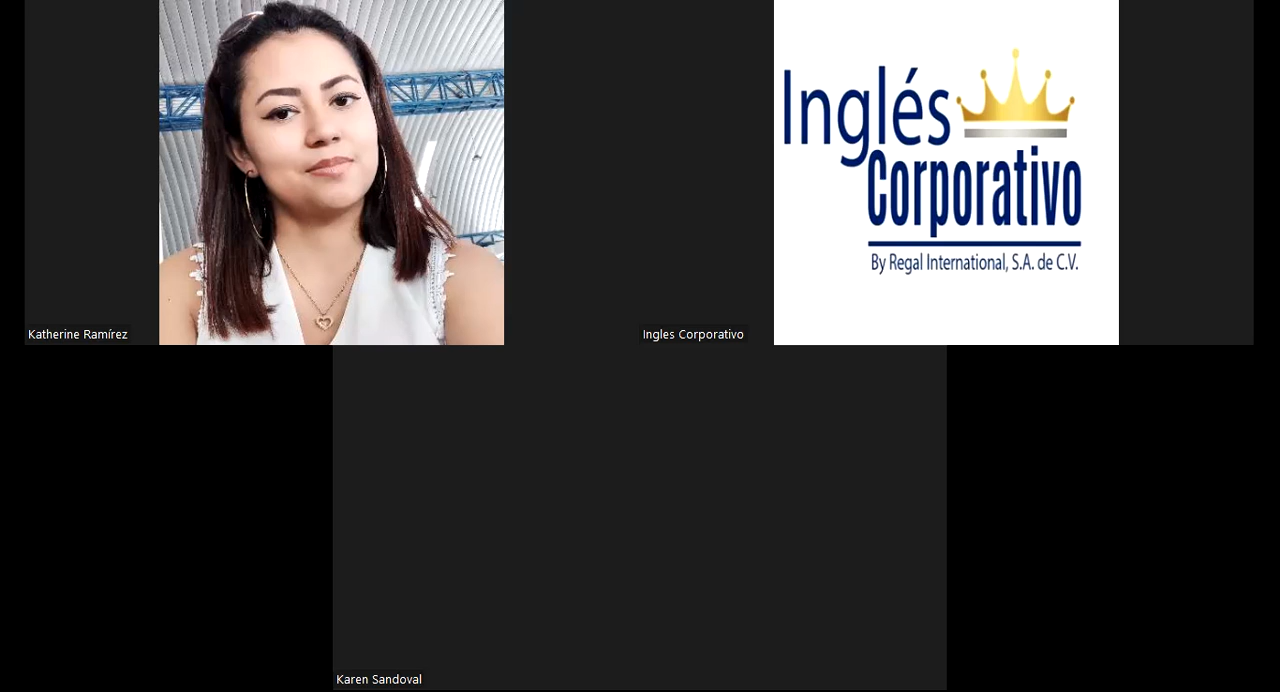 Inglés
Corporativo
By Regal International, S.A. de C.V.
Katherine Ramírez
Ingles Corporativo
Karen Sandoval